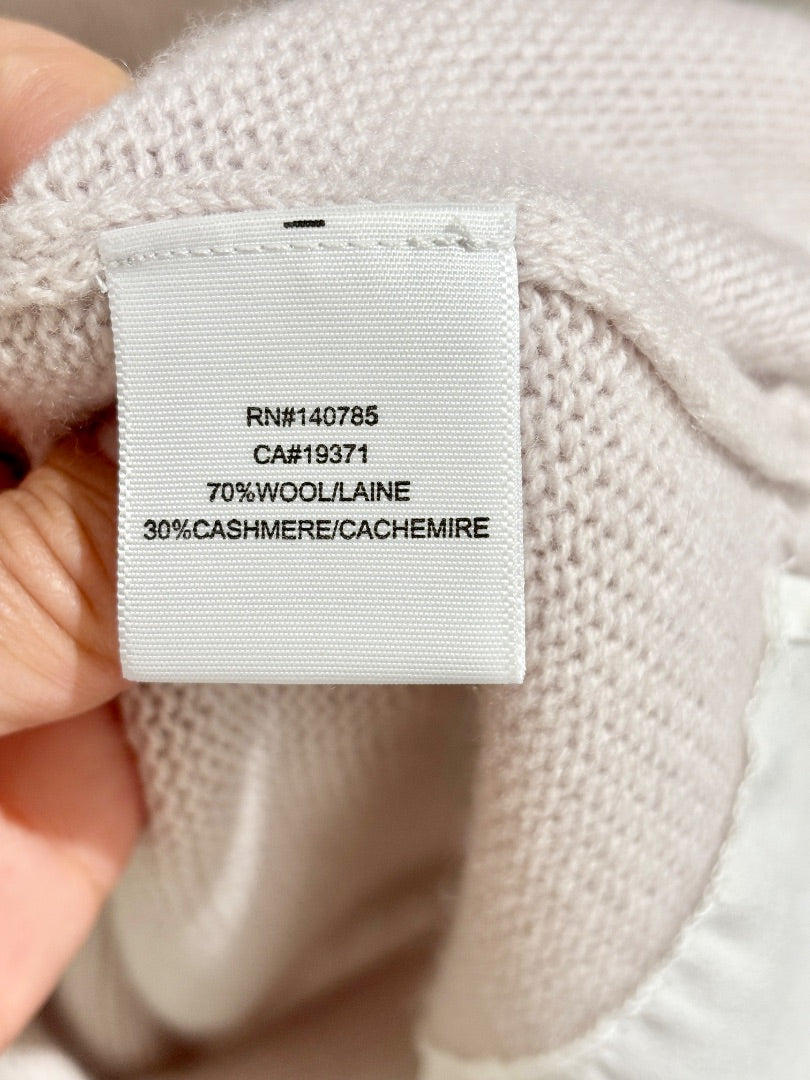 RN#140785
CA#19371
70%WOOL/LAINE
30%CASHMERE/CACHEMIRE